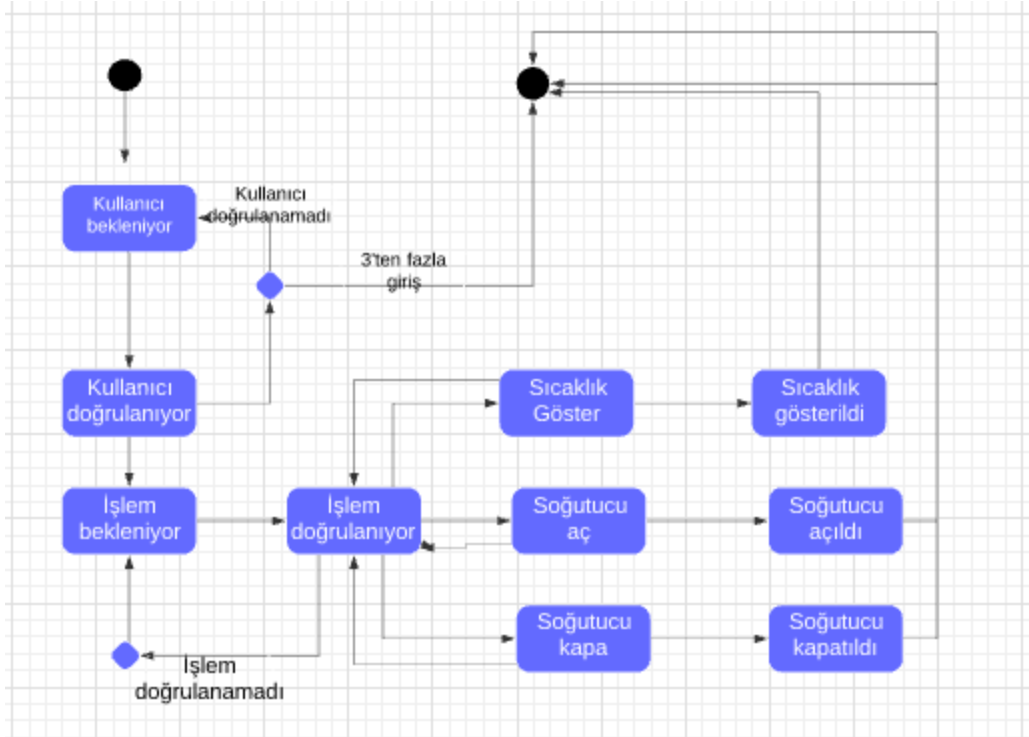 Kullanıcı
bekleniyor
Kullanıcı
doğrulanamadı
3'ten fazla
giriş
Kullanıcı
doğrulanıyor
Sıcaklık
Göster
Sıcaklık
gösterildi
İşlem
bekleniyor
İşlem
doğrulanıyor
Soğutucu
aç
Soğutucu
açıldı
Soğutucu
kapa
Soğutucu
kapatıldı
İşlem
doğrulanamadı